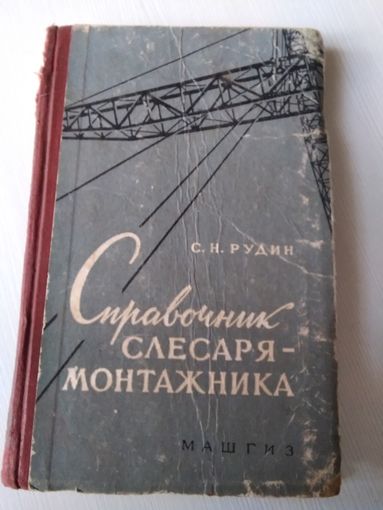 С. Н. РУДИН
Справочник
СЛЕСАРЯ-
МОНТАЖНИКА
МАШГИЗ